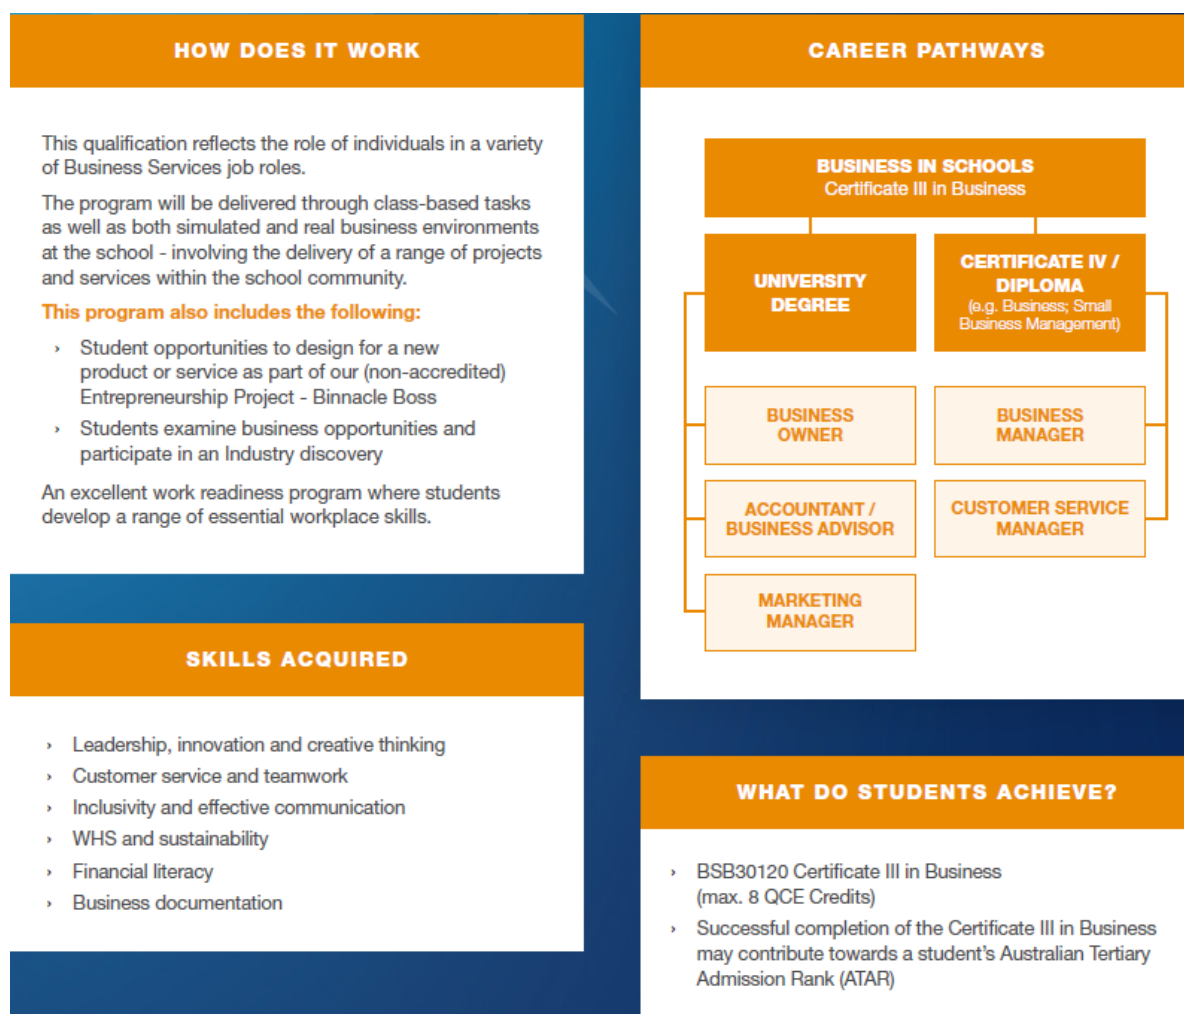 HOW DOES IT WORK
This qualification reflects the role of individuals in a variety
of Business Services job roles.
The program will be delivered through class-based tasks
as well as both simulated and real business environments
at the school - involving the delivery of a range of projects
and services within the school community.
This program also includes the following:
› Student opportunities to design for a new
product or service as part of our (non-accredited)
Entrepreneurship Project - Binnacle Boss
› Students examine business opportunities and
participate in an Industry discovery
An excellent work readiness program where students
develop a range of essential workplace skills.
SKILLS ACQUIRED
› Leadership, innovation and creative thinking
› Customer service and teamwork
› Inclusivity and effective communication
› WHS and sustainability
› Financial literacy
› Business documentation
CAREER PATHWAYS
BUSINESS IN SCHOOLS
Certificate III in Business
UNIVERSITY
DEGREE
CERTIFICATE IV /
DIPLOMA
(e.g. Business; Small
Business Management)
BUSINESS
OWNER
BUSINESS
MANAGER
ACCOUNTANT /
BUSINESS ADVISOR
CUSTOMER SERVICE
MANAGER
MARKETING
MANAGER
WHAT DO STUDENTS ACHIEVE?
› BSB30120 Certificate III in Business
(max. 8 QCE Credits)
› Successful completion of the Certificate III in Business
may contribute towards a student's Australian Tertiary
Admission Rank (ATAR)